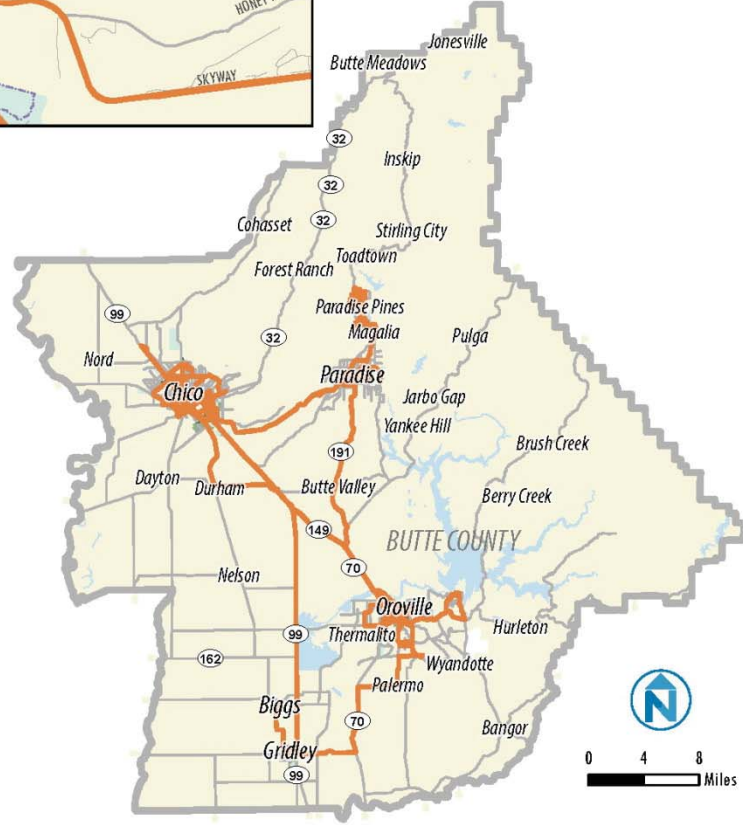 SKYWAY
Jonesville
Butte Meadows
32
Inskip
32
Cohasset
32
Stirling City
Toadtown
Forest Ranch
Paradise Pines
99
Magalia
32
Pulga
Nord
Paradise
Chico
Jarbo Gap
Yankee Hill
Brush Creek
191
Dayton
Durham
Butte Valley
Berry Creek
149
BUTTE COUNTY
70
Nelson
Oroville
99
Thermalito
Hurleton
162
Wyandotte
Palermo
Biggs
70
N
Bangor
Gridley
99
0 4 8
Miles